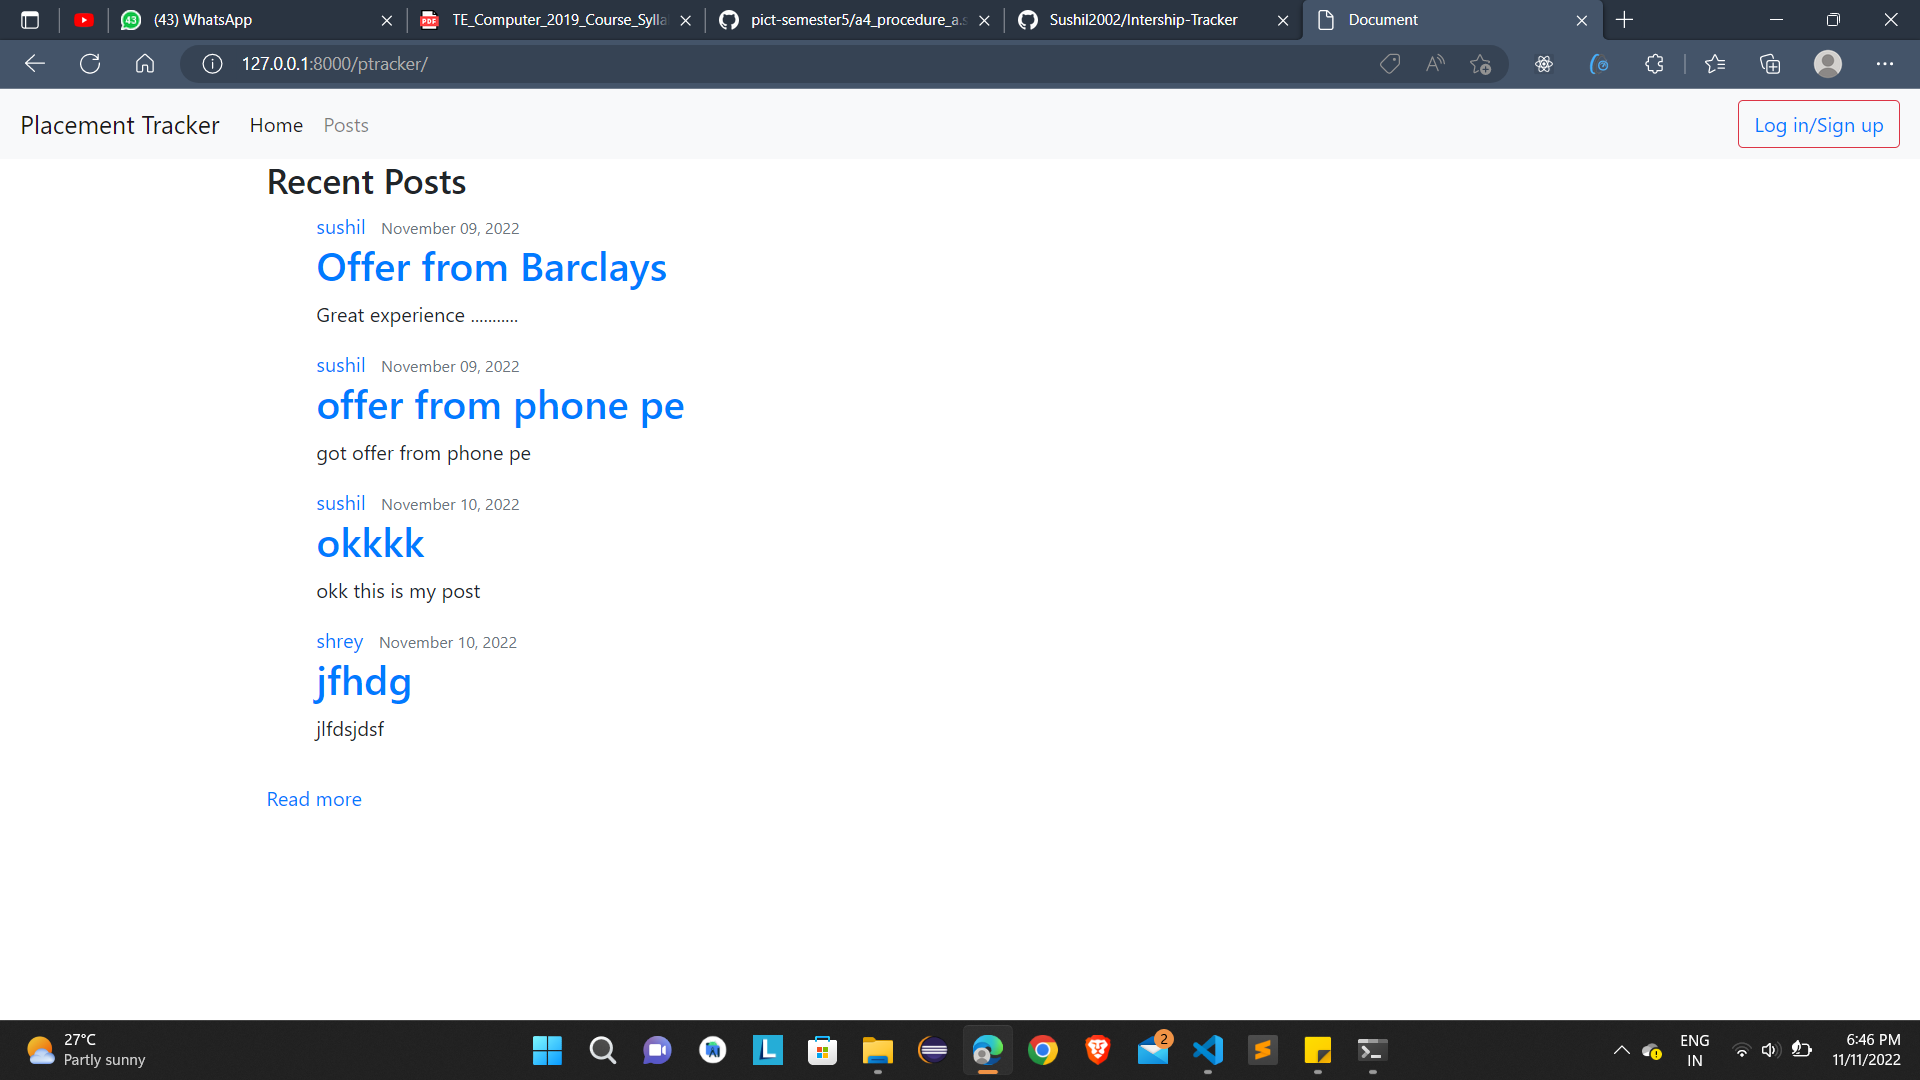 (43) WhatsApp
TE_Computer_2019_Course_Sylla
pict-semester5/a4_procedure_a.s
Sushil2002/Intership-Tracker
Document
127.0.0.1:8000/ptracker/
Placement Tracker
Home
Posts
Log in/Sign up
Recent Posts
sushil November 09, 2022
Offer from Barclays
Great experience ...........
sushil November 09, 2022
offer from phone pe
got offer from phone pe
sushil November 10, 2022
okkkk
okk this is my post
shrey November 10, 2022
jfhdg
jlfdsjdsf
Read more
27°C
Partly sunny
2
ENG
IN
6:46 PM
11/11/2022